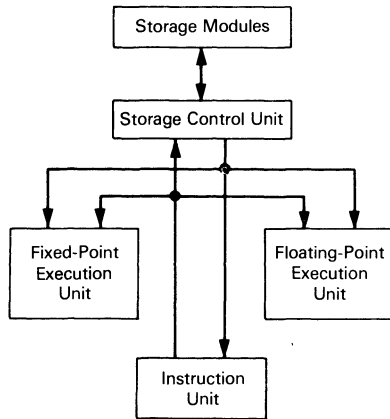 Storage Modules
Storage Control Unit
Fixed-Point
Execution
Unit
Floating-Point
Execution
Unit
Instruction
Unit